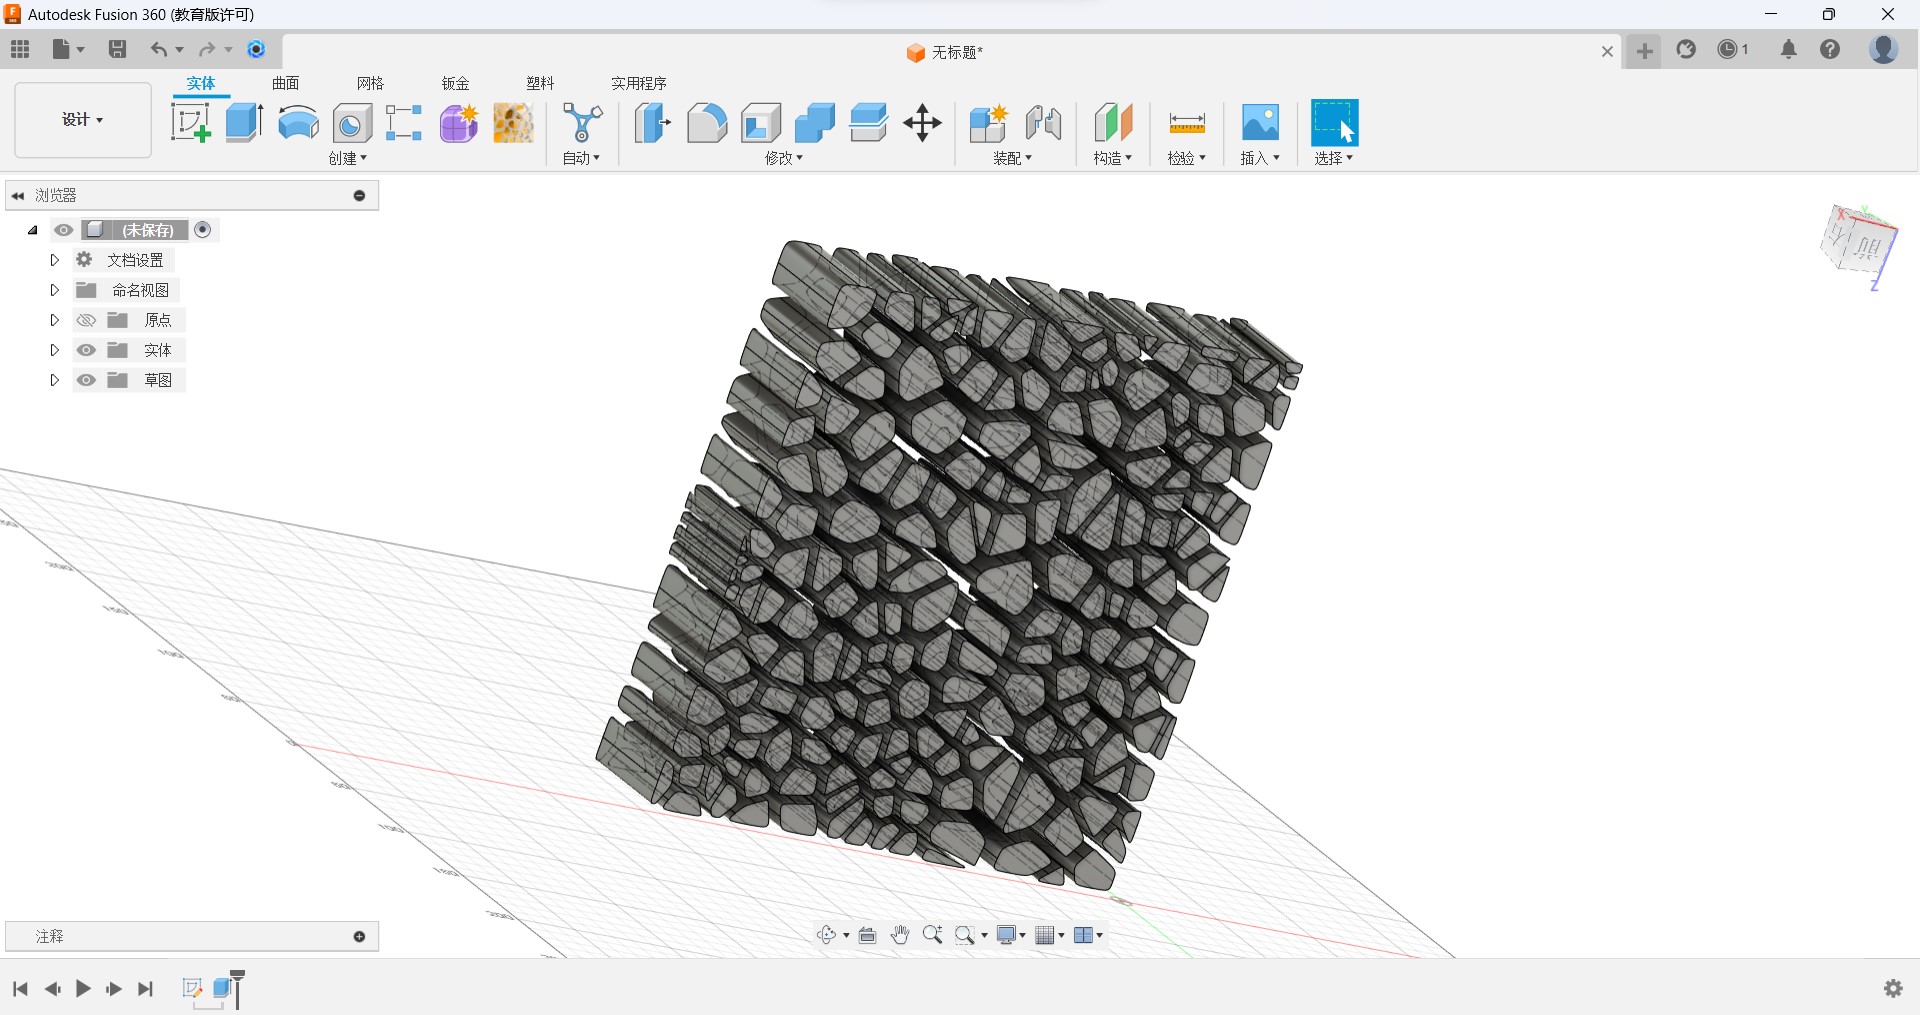 Autodesk Fusion 360 (教育版许可)
无标题*
1
实体 曲面 网格 钣金 塑料 实用程序
设计
创建 自动 修改 装配 构造 检验 插入 选择
浏览器
(未保存)
文档设置
命名视图
原点
实体
草图
X Y Z
右 前
注释